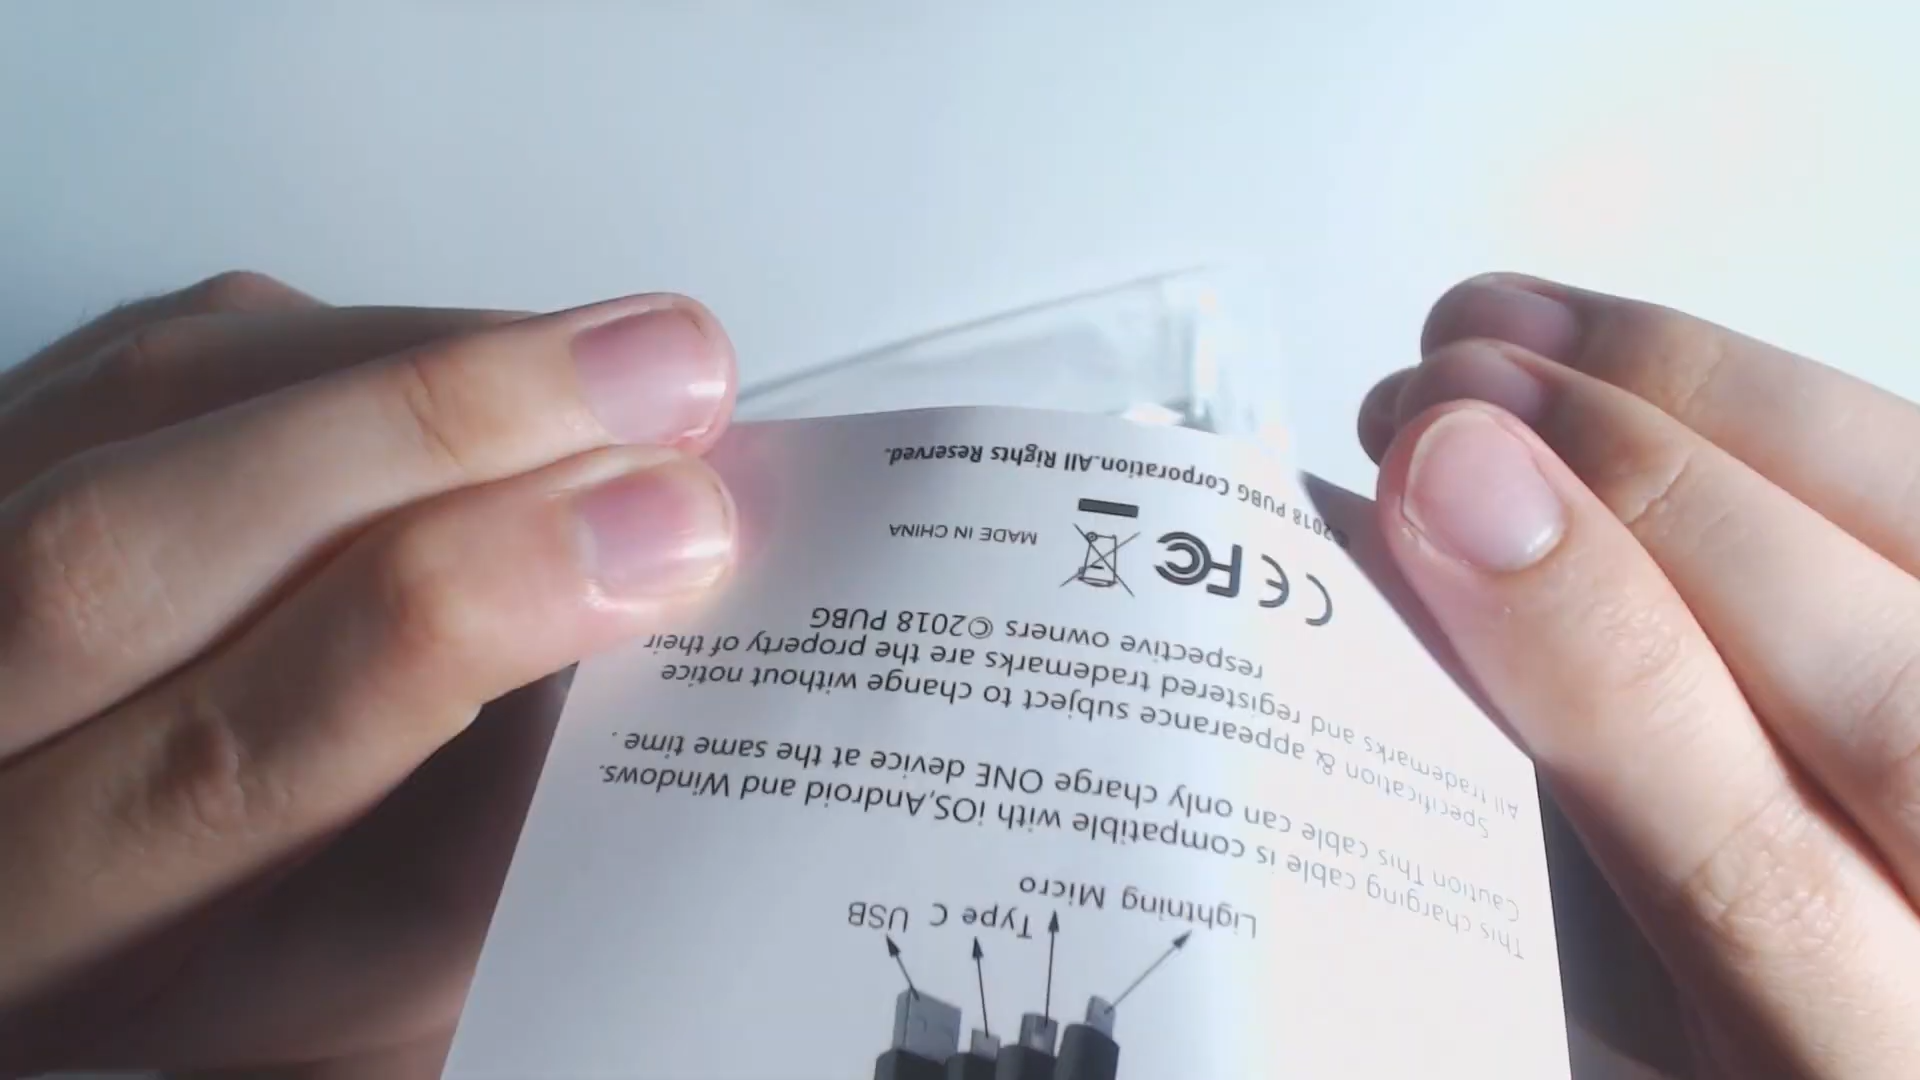 Lightning Micro Type C USB
This charging cable is compatible with iOS,Android and Windows.
Caution This cable can only charge ONE device at the same time .
Specification & appearance subject to change without notice
All trademarks and registered trademarks are the property of their
respective owners ©2018 PUBG
CE FC MADE IN CHINA
©2018 PUBG Corporation.All Rights Reserved.